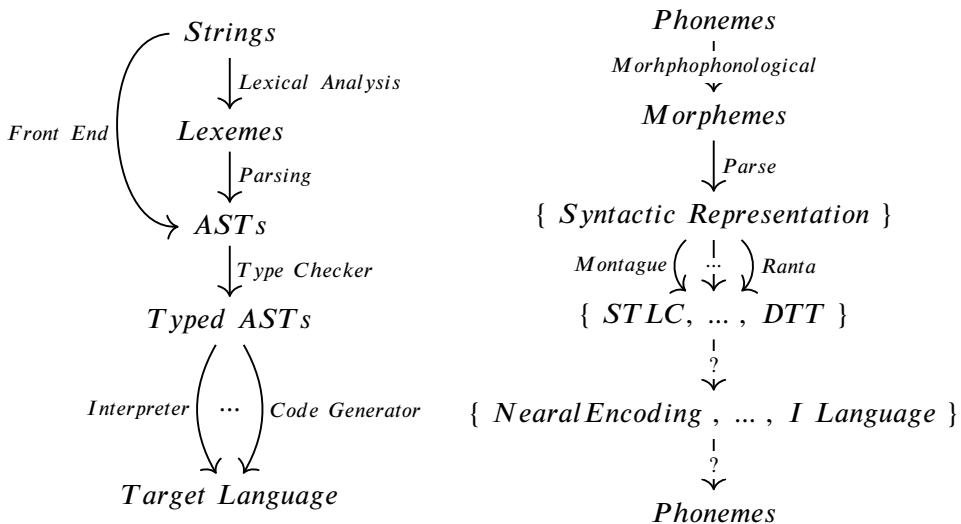 Strings
Lexical Analysis
Front End
Lexemes
Parsing
ASTs
Type Checker
Typed ASTs
Interpreter
...
Code Generator
Target Language
Phonemes
Morhphophonological
Morphemes
Parse
{ Syntactic Representation }
Montague
...
Ranta
{ STLC, ... , DTT }
?
{ NearalEncoding , ... , I Language }
?
Phonemes